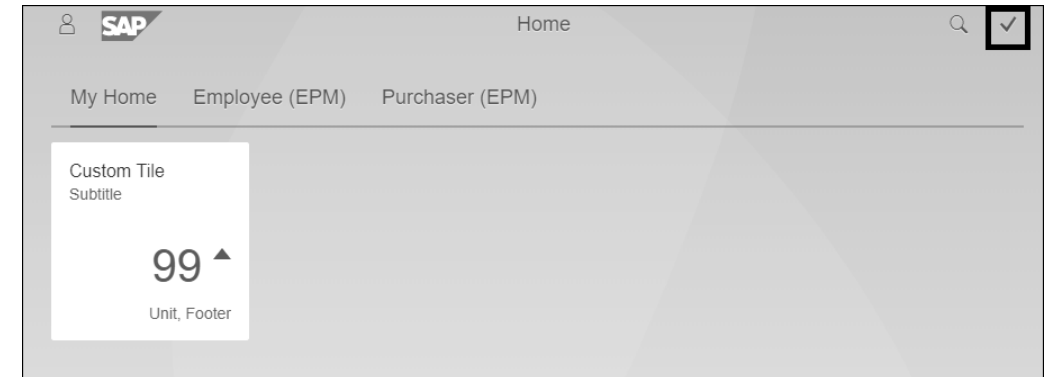 SAP Home
My Home Employee (EPM) Purchaser (EPM)
Custom Tile
Subtitle
99
Unit, Footer